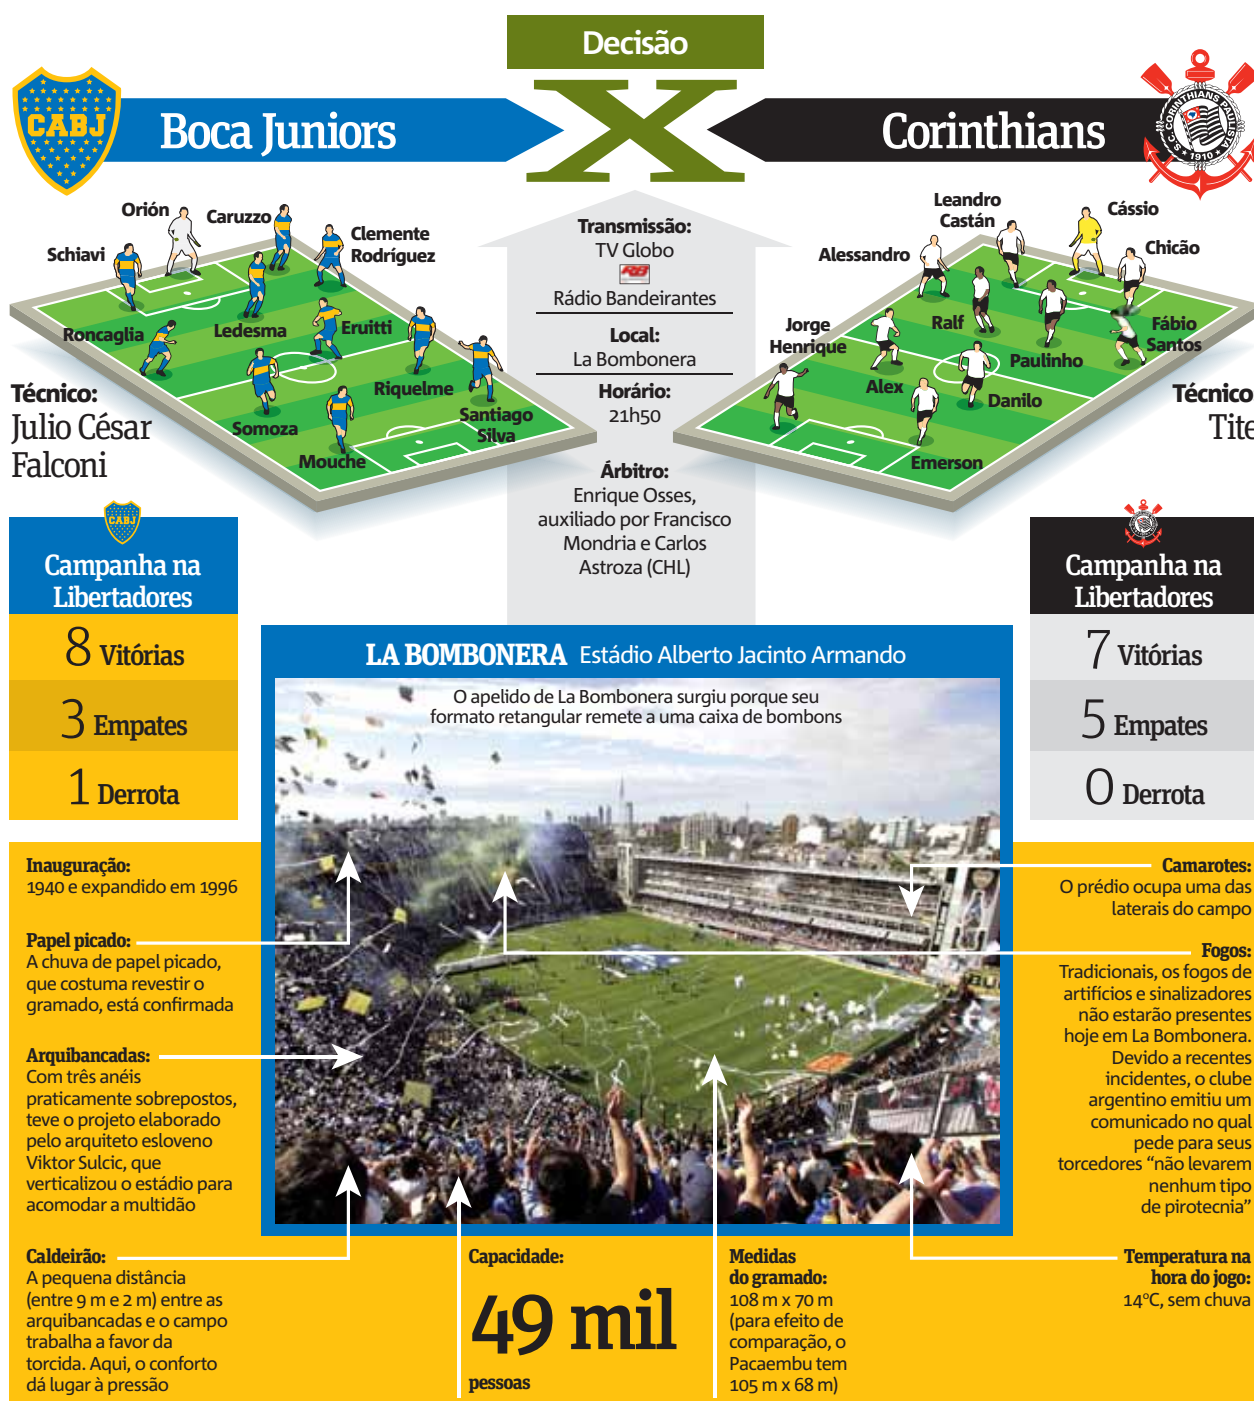 Decisão
X
CABJ
Boca Juniors
Corinthians
S.C. CORINTHIANS PAULISTA
1910
Orión
Caruzzo
Schiavi
Clemente
Rodríguez
Roncaglia
Ledesma
Eruitti
Riquelme
Somoza
Santiago
Silva
Mouche
Técnico:
Julio César
Falconi
Transmissão:
TV Globo
RB
Rádio Bandeirantes
Local:
La Bombonera
Horário:
21h50
Árbitro:
Enrique Osses,
auxiliado por Francisco
Mondria e Carlos
Astroza (CHL)
Leandro
Castán
Cássio
Alessandro
Chicão
Jorge
Henrique
Ralf
Fábio
Santos
Paulinho
Alex
Danilo
Emerson
Técnico
Tite
CABJ
Campanha na
Libertadores
8 Vitórias
3 Empates
1 Derrota
Campanha na
Libertadores
7 Vitórias
5 Empates
0 Derrota
LA BOMBONERA Estádio Alberto Jacinto Armando
O apelido de La Bombonera surgiu porque seu
formato retangular remete a uma caixa de bombons
Inauguração:
1940 e expandido em 1996
Papel picado:
A chuva de papel picado,
que costuma revestir o
gramado, está confirmada
Arquibancadas:
Com três anéis
praticamente sobrepostos,
teve o projeto elaborado
pelo arquiteto esloveno
Viktor Sulcic, que
verticalizou o estádio para
acomodar a multidão
Caldeirão:
A pequena distância
(entre 9 m e 2 m) entre as
arquibancadas e o campo
trabalha a favor da
torcida. Aqui, o conforto
dá lugar à pressão
Capacidade:
49 mil
pessoas
Medidas
do gramado:
108 m x 70 m
(para efeito de
comparação, o
Pacaembu tem
105 m x 68 m)
Camarotes:
O prédio ocupa uma das
laterais do campo
Fogos:
Tradicionais, os fogos de
artifícios e sinalizadores
não estarão presentes
hoje em La Bombonera.
Devido a recentes
incidentes, o clube
argentino emitiu um
comunicado no qual
pede para seus
torcedores “não levarem
nenhum tipo
de pirotecnia”
Temperatura na
hora do jogo:
14°C, sem chuva